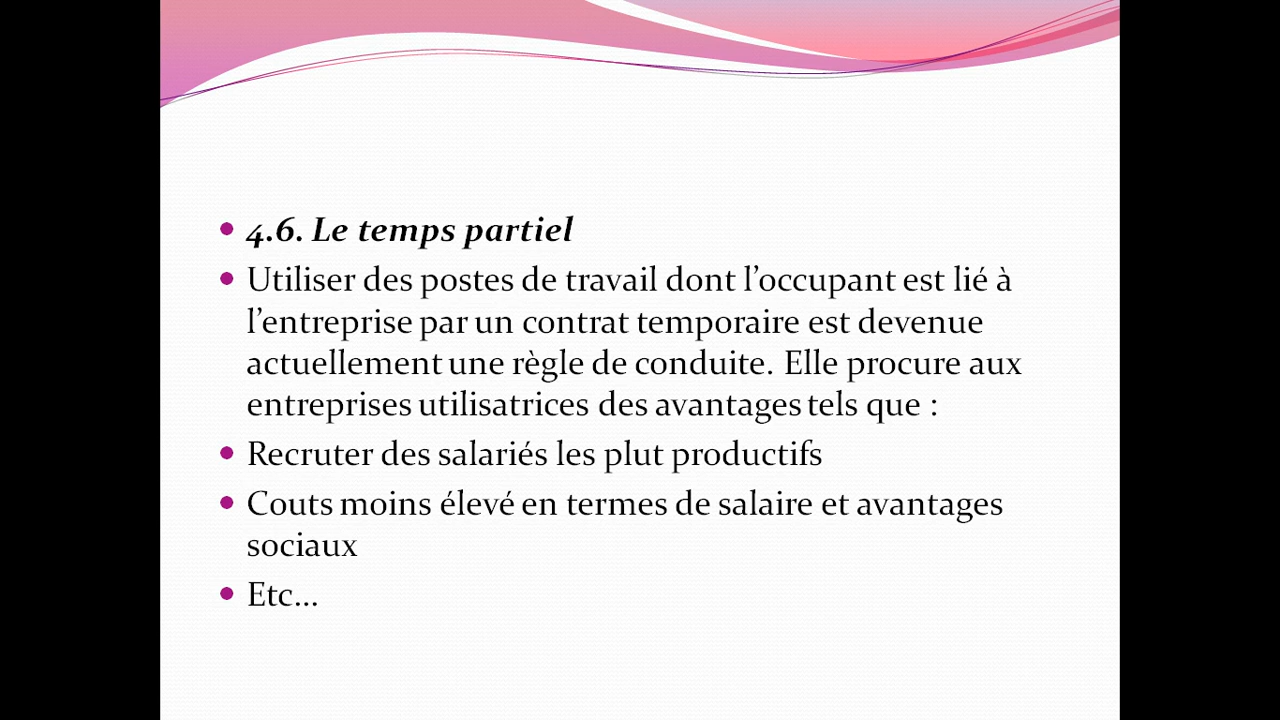 4.6. Le temps partiel
Utiliser des postes de travail dont l’occupant est lié à
l’entreprise par un contrat temporaire est devenue
actuellement une règle de conduite. Elle procure aux
entreprises utilisatrices des avantages tels que :
Recruter des salariés les plut productifs
Couts moins élevé en termes de salaire et avantages
sociaux
Etc…